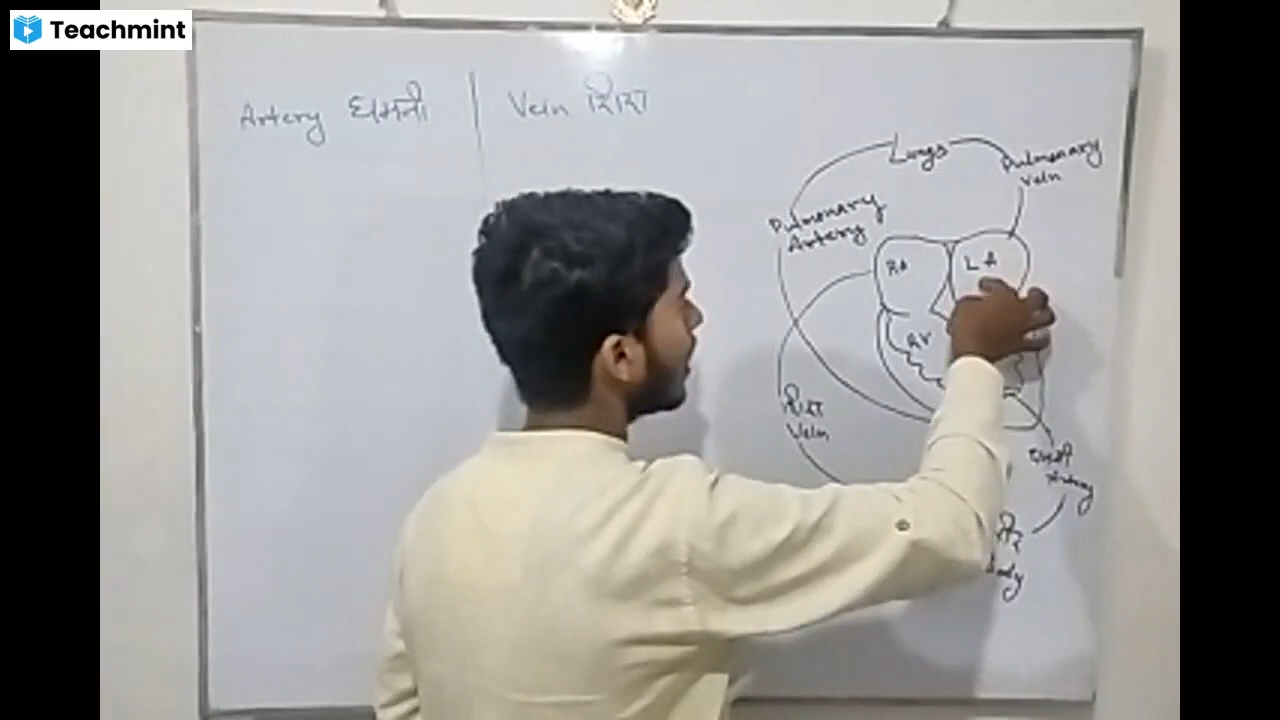 Teachmint
Artery धमनी | Vein शिरा
Lungs
Pulmonary
Vein
Pulmonary
Artery
RA
LA
RV
शिरा
Vein
धमनी
Artery
Body